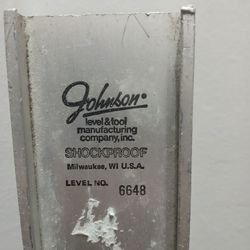 Johnson®
level & tool
manufacturing
company, inc.
SHOCKPROOF
Milwaukee, WI U.S.A.
LEVEL NO. 6648